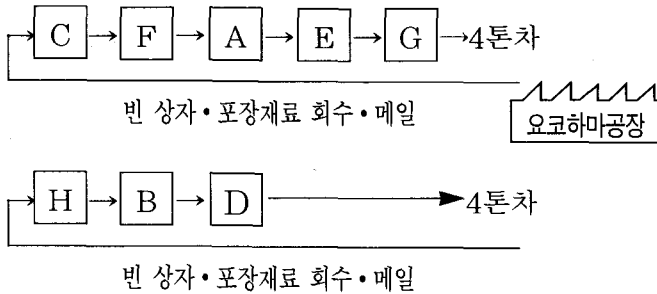 C F A E G 4톤차
빈 상자•포장재료 회수•메일
요코하마공장
H B D 4톤차
빈 상자•포장재료 회수•메일